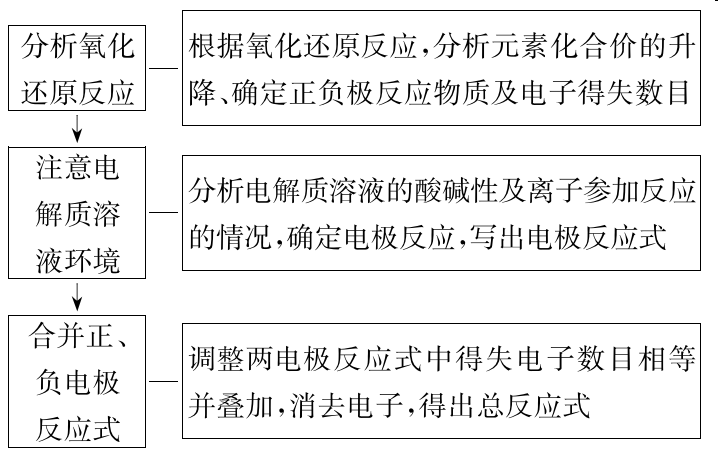 分析氧化
还原反应
根据氧化还原反应,分析元素化合价的升
降、确定正负极反应物质及电子得失数目
注意电
解质溶
液环境
分析电解质溶液的酸碱性及离子参加反应
的情况,确定电极反应,写出电极反应式
合并正、
负电极
反应式
调整两电极反应式中得失电子数目相等
并叠加,消去电子,得出总反应式